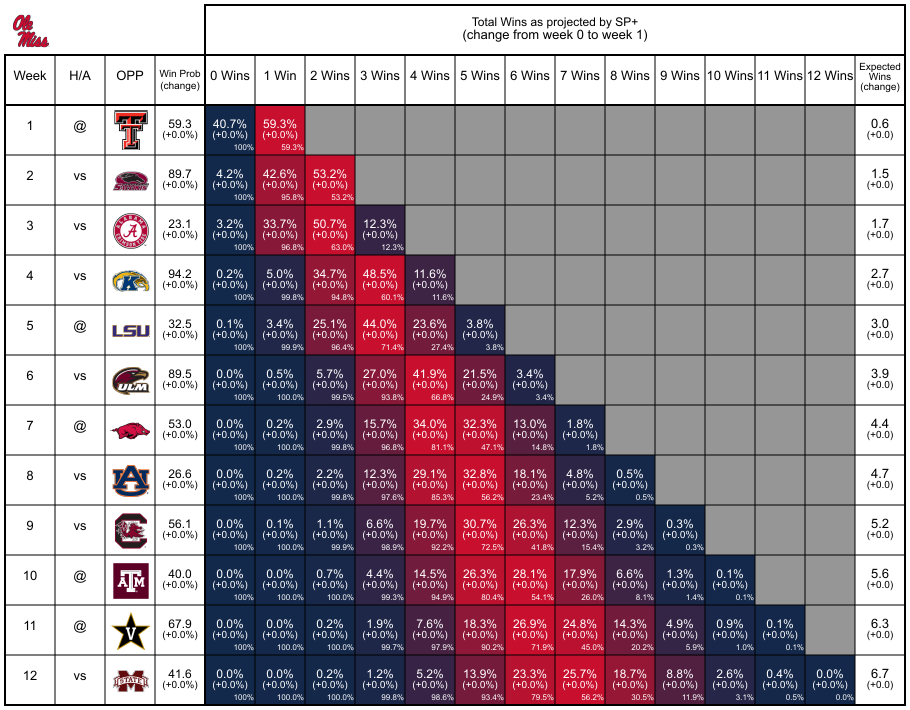 Ole
Miss
Total Wins as projected by SP+
(change from week 0 to week 1)
Week H/A OPP Win Prob (change) 0 Wins 1 Win 2 Wins 3 Wins 4 Wins 5 Wins 6 Wins 7 Wins 8 Wins 9 Wins 10 Wins 11 Wins 12 Wins Expected Wins (change)
1 @ T 59.3 40.7% 59.3% 0.6
(+0.0%) (+0.0%) (+0.0%) (+0.0)
100% 59.3%
2 vs 89.7 4.2% 42.6% 53.2% 1.5
(+0.0%) (+0.0%) (+0.0%) (+0.0%) (+0.0)
100% 95.8% 53.2%
3 vs A 23.1 3.2% 33.7% 50.7% 12.3% 1.7
(+0.0%) (+0.0%) (+0.0%) (+0.0%) (+0.0%) (+0.0)
100% 96.8% 63.0% 12.3%
4 vs K 94.2 0.2% 5.0% 34.7% 48.5% 11.6% 2.7
(+0.0%) (+0.0%) (+0.0%) (+0.0%) (+0.0%) (+0.0%) (+0.0)
100% 99.8% 94.8% 60.1% 11.6%
5 @ LSU 32.5 0.1% 3.4% 25.1% 44.0% 23.6% 3.8% 3.0
(+0.0%) (+0.0%) (+0.0%) (+0.0%) (+0.0%) (+0.0%) (+0.0%) (+0.0)
100% 99.9% 96.4% 71.4% 27.4% 3.8%
6 vs ULM 89.5 0.0% 0.5% 5.7% 27.0% 41.9% 21.5% 3.4% 3.9
(+0.0%) (+0.0%) (+0.0%) (+0.0%) (+0.0%) (+0.0%) (+0.0%) (+0.0%) (+0.0)
100% 100.0% 99.5% 93.8% 66.8% 24.9% 3.4%
7 @ 53.0 0.0% 0.2% 2.9% 15.7% 34.0% 32.3% 13.0% 1.8% 4.4
(+0.0%) (+0.0%) (+0.0%) (+0.0%) (+0.0%) (+0.0%) (+0.0%) (+0.0%) (+0.0%) (+0.0)
100% 100.0% 99.8% 96.8% 81.1% 47.1% 14.8% 1.8%
8 vs AU 26.6 0.0% 0.2% 2.2% 12.3% 29.1% 32.8% 18.1% 4.8% 0.5% 4.7
(+0.0%) (+0.0%) (+0.0%) (+0.0%) (+0.0%) (+0.0%) (+0.0%) (+0.0%) (+0.0%) (+0.0%) (+0.0)
100% 100.0% 99.8% 97.6% 85.3% 56.2% 23.4% 5.2% 0.5%
9 vs C 56.1 0.0% 0.1% 1.1% 6.6% 19.7% 30.7% 26.3% 12.3% 2.9% 0.3% 5.2
(+0.0%) (+0.0%) (+0.0%) (+0.0%) (+0.0%) (+0.0%) (+0.0%) (+0.0%) (+0.0%) (+0.0%) (+0.0%) (+0.0)
100% 100.0% 99.9% 98.9% 92.2% 72.5% 41.8% 15.4% 3.2% 0.3%
10 @ ATM 40.0 0.0% 0.0% 0.7% 4.4% 14.5% 26.3% 28.1% 17.9% 6.6% 1.3% 0.1% 5.6
(+0.0%) (+0.0%) (+0.0%) (+0.0%) (+0.0%) (+0.0%) (+0.0%) (+0.0%) (+0.0%) (+0.0%) (+0.0%) (+0.0%) (+0.0)
100% 100.0% 100.0% 99.3% 94.9% 80.4% 54.1% 26.0% 8.1% 1.4% 0.1%
11 @ V 67.9 0.0% 0.0% 0.2% 1.9% 7.6% 18.3% 26.9% 24.8% 14.3% 4.9% 0.9% 0.1% 6.3
(+0.0%) (+0.0%) (+0.0%) (+0.0%) (+0.0%) (+0.0%) (+0.0%) (+0.0%) (+0.0%) (+0.0%) (+0.0%) (+0.0%) (+0.0%) (+0.0)
100% 100.0% 100.0% 99.7% 97.9% 90.2% 71.9% 45.0% 20.2% 5.9% 1.0% 0.1%
12 vs STATE 41.6 0.0% 0.0% 0.2% 1.2% 5.2% 13.9% 23.3% 25.7% 18.7% 8.8% 2.6% 0.4% 0.0% 6.7
(+0.0%) (+0.0%) (+0.0%) (+0.0%) (+0.0%) (+0.0%) (+0.0%) (+0.0%) (+0.0%) (+0.0%) (+0.0%) (+0.0%) (+0.0%) (+0.0%) (+0.0)
100% 100.0% 100.0% 99.8% 98.6% 93.4% 79.5% 56.2% 30.5% 11.9% 3.1% 0.5% 0.0%